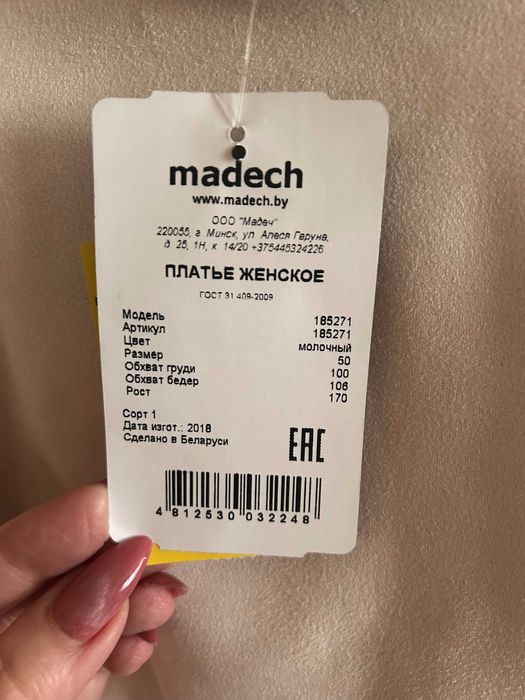 madech
www.madech.by
ООО "Мадеч"
220055, г. Минск, ул. Алеся Гаруна,
д. 25, 1Н, к. 14/20 +375445324226
ПЛАТЬЕ ЖЕНСКОЕ
ГОСТ 31 409-2009
Модель 185271
Артикул 185271
Цвет молочный
Размер 50
Обхват груди 100
Обхват бедер 106
Рост 170
Сорт 1
Дата изгот.: 2018
Сделано в Беларуси
EAC
4 812530 032248